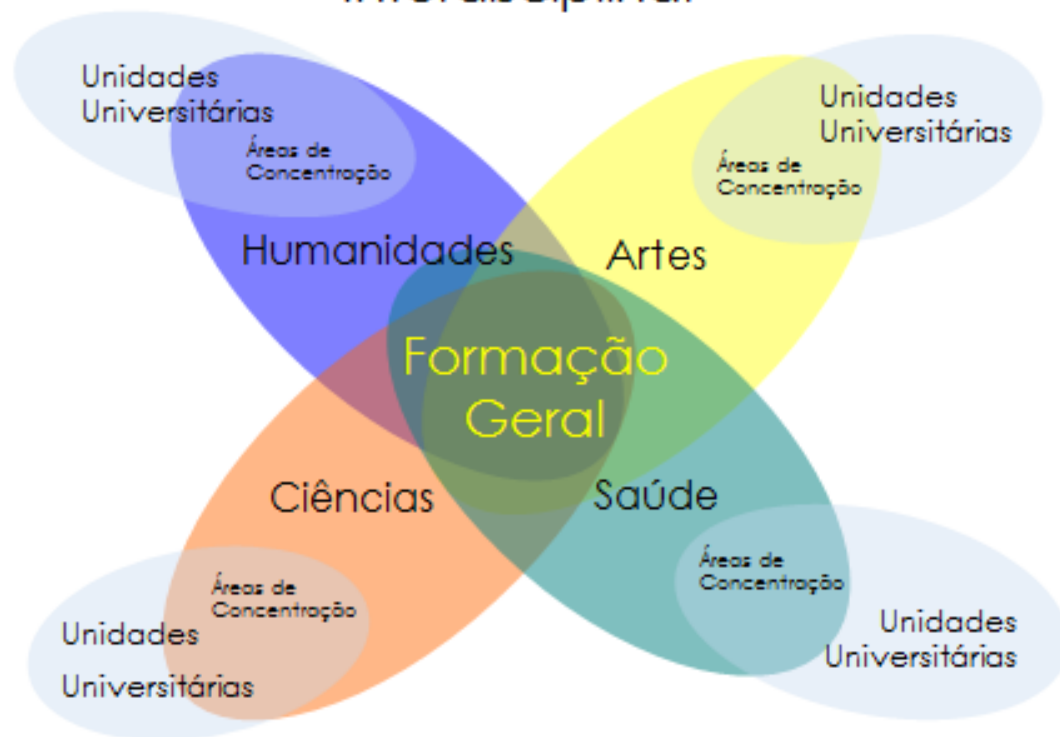 Unidades
Universitárias
Áreas de
Concentração
Unidades
Universitárias
Áreas de
Concentração
Humanidades
Artes
Formação
Geral
Ciências
Saúde
Áreas de
Concentração
Unidades
Universitárias
Áreas de
Concentração
Unidades
Universitárias